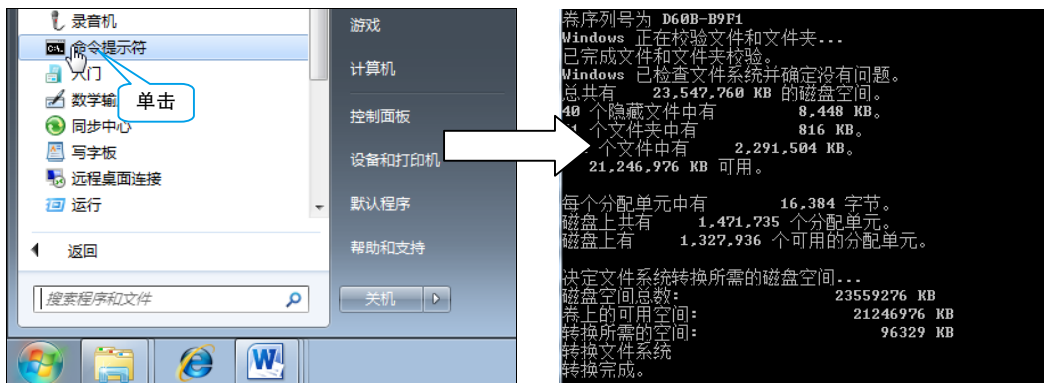 录音机
命令提示符
入门
单击
数学输
同步中心
写字板
远程桌面连接
运行
返回
搜索程序和文件
游戏
计算机
控制面板
设备和打印机
默认程序
帮助和支持
关机
卷序列号为 D60B-B9F1
Windows 正在校验文件和文件夹...
已完成文件和文件夹校验。
Windows 已检查文件系统并确定没有问题。
总共有 23,547,760 KB 的磁盘空间。
40 个隐藏文件中有 8,448 KB。
个文件夹中有 816 KB。
个文件中有 2,291,504 KB。
21,246,976 KB 可用。
每个分配单元中有 16,384 字节。
磁盘上共有 1,471,735 个分配单元。
磁盘上有 1,327,936 个可用的分配单元。
决定文件系统转换所需的磁盘空间...
磁盘空间总数: 23559276 KB
卷上的可用空间: 21246976 KB
转换所需的空间: 96329 KB
转换文件系统
转换完成。